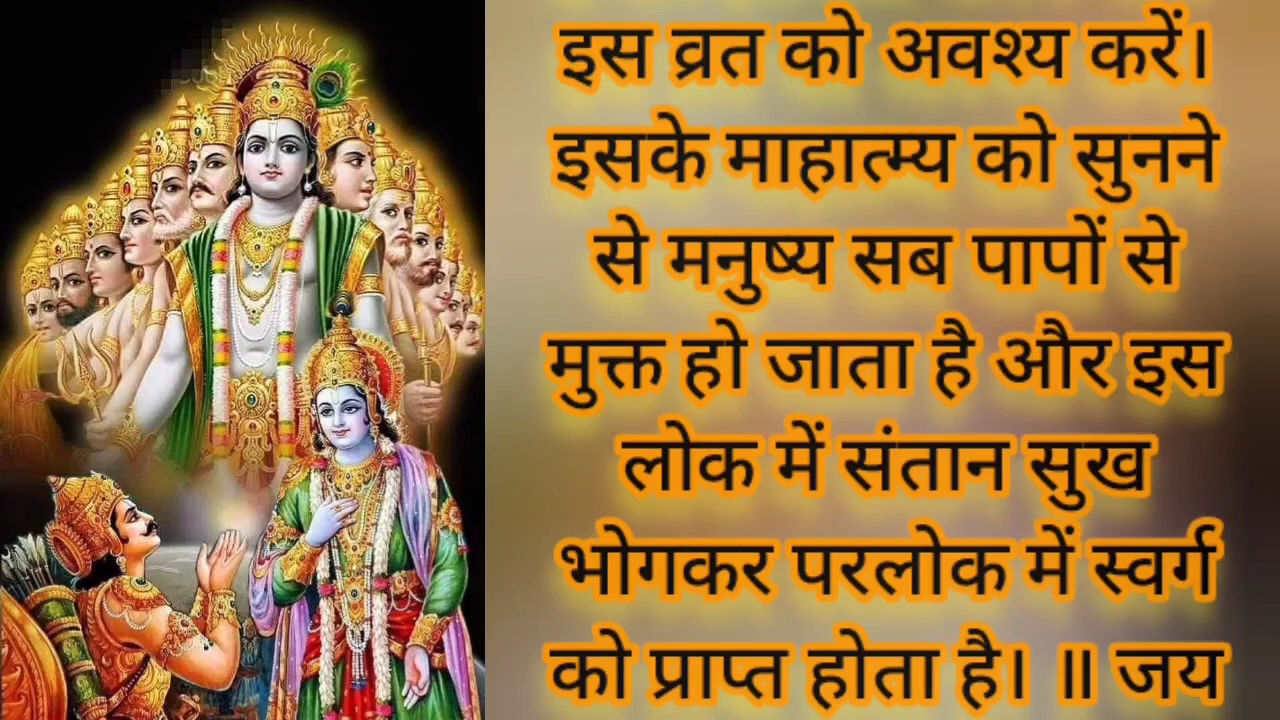 इस व्रत को अवश्य करें।
इसके माहात्म्य को सुनने
से मनुष्य सब पापों से
मुक्त हो जाता है और इस
लोक में संतान सुख
भोगकर परलोक में स्वर्ग
को प्राप्त होता है। ॥ जय